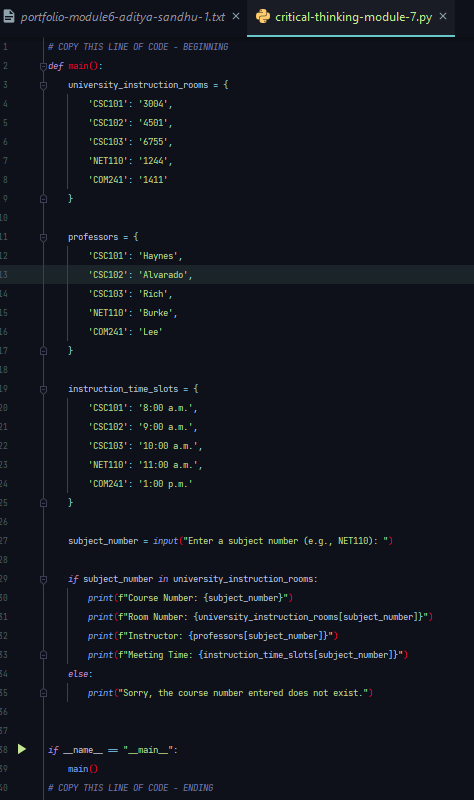 portfolio-module6-aditya-sandhu-1.txt × critical-thinking-module-7.py ×
1 # COPY THIS LINE OF CODE - BEGINNING
2 def main():
3 university_instruction_rooms = {
4 'CSC101': '3004',
5 'CSC102': '4501',
6 'CSC103': '6755',
7 'NET110': '1244',
8 'COM241': '1411'
9 }
10
11 professors = {
12 'CSC101': 'Haynes',
13 'CSC102': 'Alvarado',
14 'CSC103': 'Rich',
15 'NET110': 'Burke',
16 'COM241': 'Lee'
17 }
18
19 instruction_time_slots = {
20 'CSC101': '8:00 a.m.',
21 'CSC102': '9:00 a.m.',
22 'CSC103': '10:00 a.m.',
23 'NET110': '11:00 a.m.',
24 'COM241': '1:00 p.m.'
25 }
26
27 subject_number = input("Enter a subject number (e.g., NET110): ")
28
29 if subject_number in university_instruction_rooms:
30 print(f"Course Number: {subject_number}")
31 print(f"Room Number: {university_instruction_rooms[subject_number]}")
32 print(f"Instructor: {professors[subject_number]}")
33 print(f"Meeting Time: {instruction_time_slots[subject_number]}")
34 else:
35 print("Sorry, the course number entered does not exist.")
36
37
38 if __name__ == "__main__":
39 main()
40 # COPY THIS LINE OF CODE - ENDING